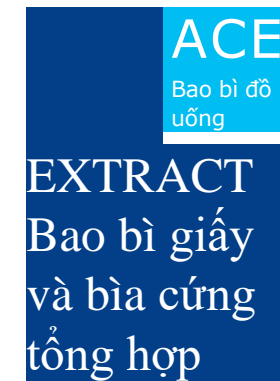 ACE
Bao bì đồ
uống
EXTRACT
Bao bì giấy
và bìa cứng
tổng hợp